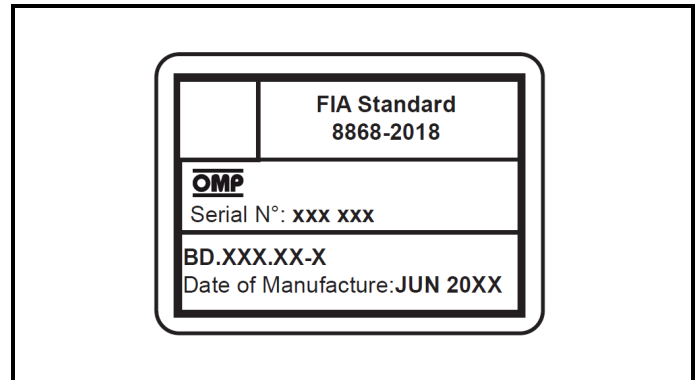 FIA Standard
8868-2018
OMP
Serial N°: xxx xxx
BD.XXX.XX-X
Date of Manufacture:JUN 20XX